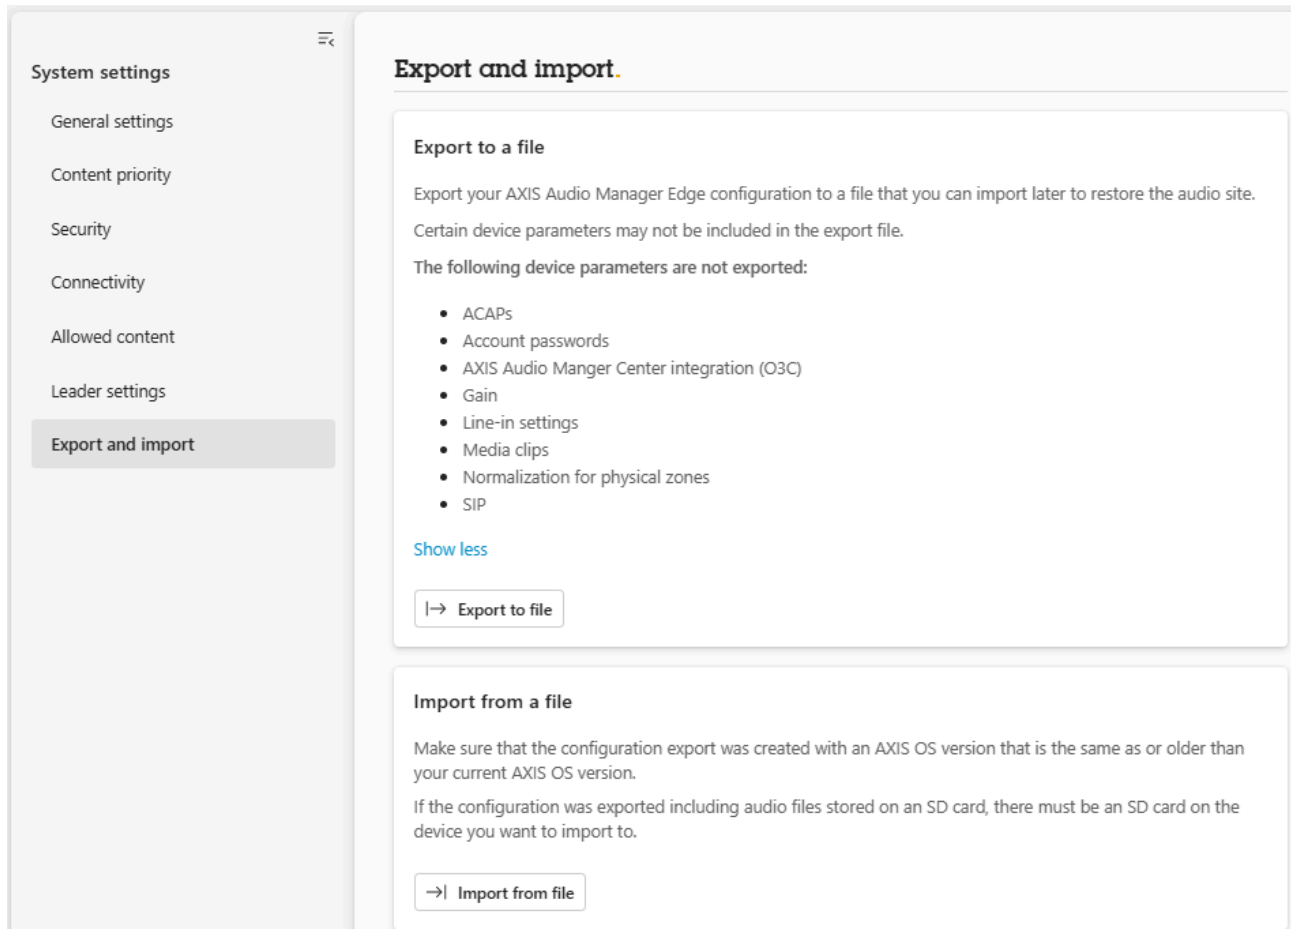 System settings
General settings
Content priority
Security
Connectivity
Allowed content
Leader settings
Export and import
Export and import.
Export to a file
Export your AXIS Audio Manager Edge configuration to a file that you can import later to restore the audio site.
Certain device parameters may not be included in the export file.
The following device parameters are not exported:
• ACAPs
• Account passwords
• AXIS Audio Manger Center integration (O3C)
• Gain
• Line-in settings
• Media clips
• Normalization for physical zones
• SIP
Show less
Export to file
Import from a file
Make sure that the configuration export was created with an AXIS OS version that is the same as or older than
your current AXIS OS version.
If the configuration was exported including audio files stored on an SD card, there must be an SD card on the
device you want to import to.
Import from file